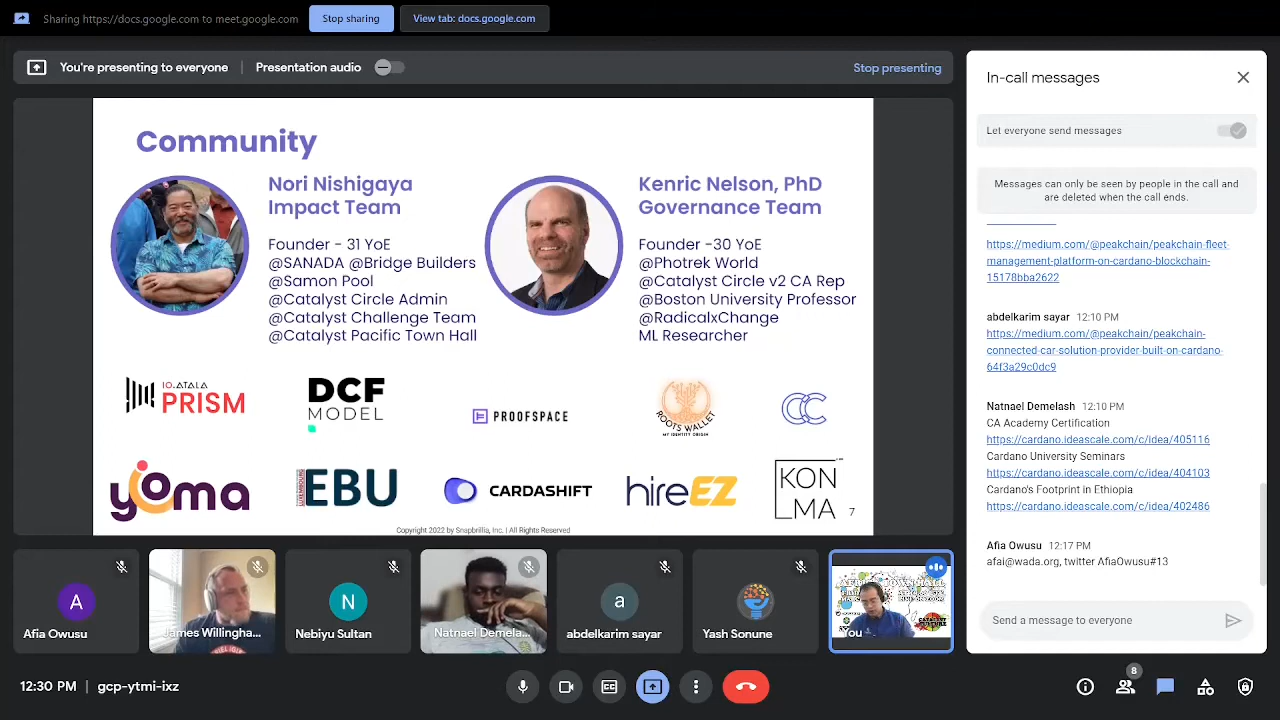 Sharing https://docs.google.com to meet.google.com
Stop sharing
View tab: docs.google.com
You're presenting to everyone
Presentation audio
Stop presenting
Community
Nori Nishigaya
Impact Team
Founder - 31 YoE
@SANADA @Bridge Builders
@Samon Pool
@Catalyst Circle Admin
@Catalyst Challenge Team
@Catalyst Pacific Town Hall
Kenric Nelson, PhD
Governance Team
Founder -30 YoE
@Photrek World
@Catalyst Circle v2 CA Rep
@Boston University Professor
@RadicalxChange
ML Researcher
IO.ATALA
PRISM
DCF
MODEL
PROOFSPACE
ROOTS WALLET
MY IDENTITY ORIGIN
CC
yoma
EBU
CARDASHIFT
hireEZ
KON
MA
7
Copyright 2022 by Snapbrillia, Inc. | All Rights Reserved
Afia Owusu
James Willingha...
Nebiyu Sultan
Natnael Demela...
abdelkarim sayar
Yash Sonune
You
12:30 PM | gcp-ytmi-ixz
In-call messages
Let everyone send messages
Messages can only be seen by people in the call and
are deleted when the call ends.
https://medium.com/@peakchain/peakchain-fleet-
management-platform-on-cardano-blockchain-
15178bba2622
abdelkarim sayar 12:10 PM
https://medium.com/@peakchain/peakchain-
connected-car-solution-provider-built-on-cardano-
64f3a29c0dc9
Natnael Demelash 12:10 PM
CA Academy Certification
https://cardano.ideascale.com/c/idea/405116
Cardano University Seminars
https://cardano.ideascale.com/c/idea/404103
Cardano's Footprint in Ethiopia
https://cardano.ideascale.com/c/idea/402486
Afia Owusu 12:17 PM
afai@wada.org, twitter AfiaOwusu#13
Send a message to everyone
8